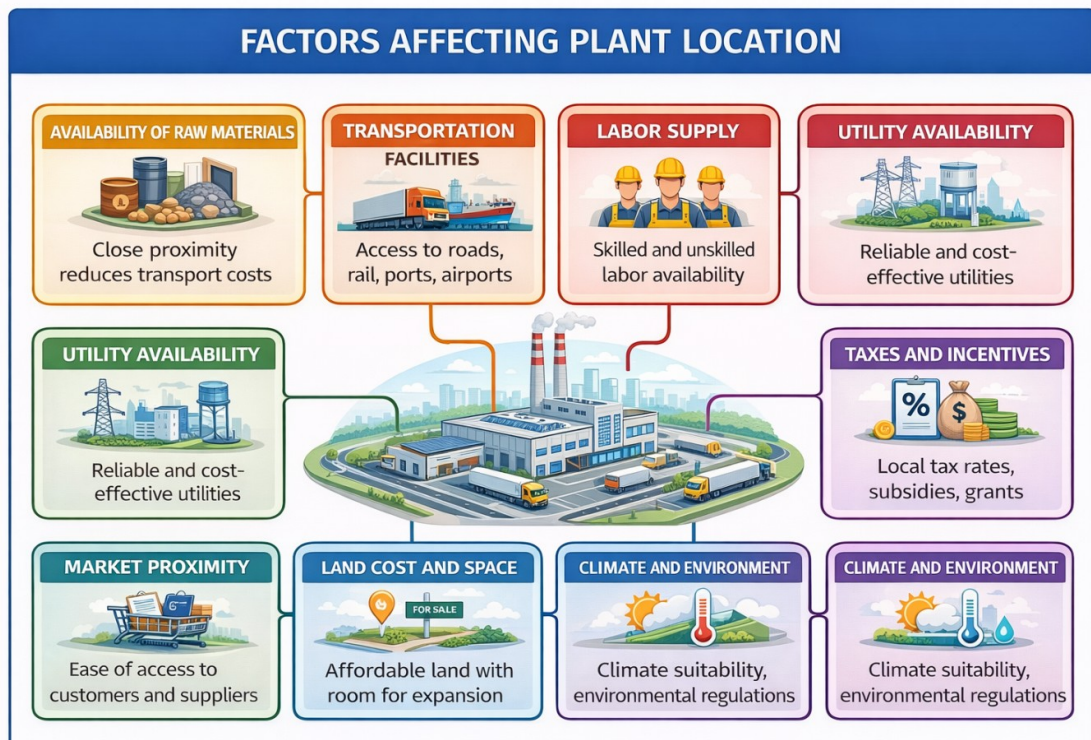 FACTORS AFFECTING PLANT LOCATION
AVAILABILITY OF RAW MATERIALS
Close proximity
reduces transport costs
TRANSPORTATION
FACILITIES
Access to roads,
rail, ports, airports
LABOR SUPPLY
Skilled and unskilled
labor availability
UTILITY AVAILABILITY
Reliable and cost-
effective utilities
UTILITY AVAILABILITY
Reliable and cost-
effective utilities
TAXES AND INCENTIVES
%
$
Local tax rates,
subsidies, grants
MARKET PROXIMITY
Ease of access to
customers and suppliers
LAND COST AND SPACE
FOR SALE
Affordable land with
room for expansion
CLIMATE AND ENVIRONMENT
Climate suitability,
environmental regulations
CLIMATE AND ENVIRONMENT
Climate suitability,
environmental regulations